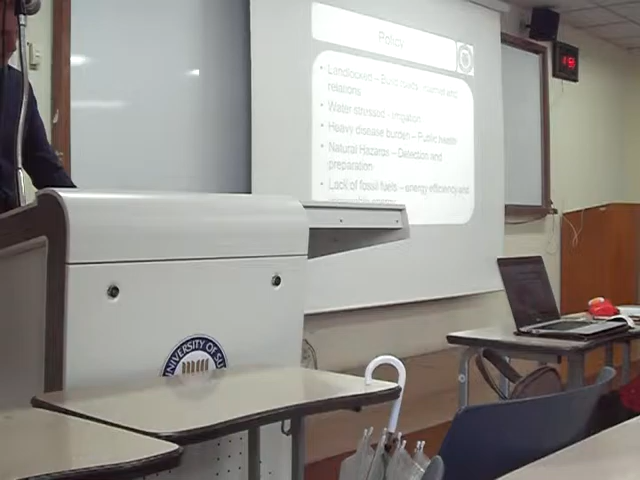 Policy
• Landlocked – Build roads, internet and
relations
• Water stressed - irrigation
• Heavy disease burden – Public health
• Natural Hazards – Detection and
preparation
• Lack of fossil fuels – energy efficiency and
UNIVERSITY OF SU